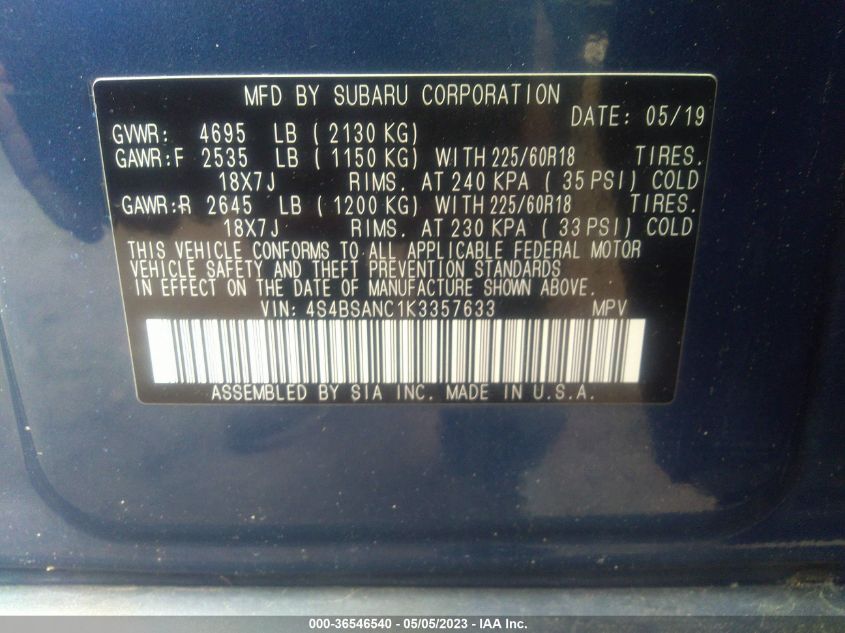 MFD BY SUBARU CORPORATION
DATE: 05/19
GVWR: 4695 LB ( 2130 KG)
GAWR:F 2535 LB ( 1150 KG) WITH 225/60R18 TIRES.
18X7J RIMS. AT 240 KPA ( 35 PSI) COLD
GAWR:R 2645 LB ( 1200 KG) WITH 225/60R18 TIRES.
18X7J RIMS. AT 230 KPA ( 33 PSI) COLD
THIS VEHICLE CONFORMS TO ALL APPLICABLE FEDERAL MOTOR
VEHICLE SAFETY AND THEFT PREVENTION STANDARDS
IN EFFECT ON THE DATE OF MANUFACTURE SHOWN ABOVE.
VIN: 4S4BSANC1K3357633 MPV
ASSEMBLED BY SIA INC. MADE IN U.S.A.
000-36546540 - 05/05/2023 - IAA Inc.